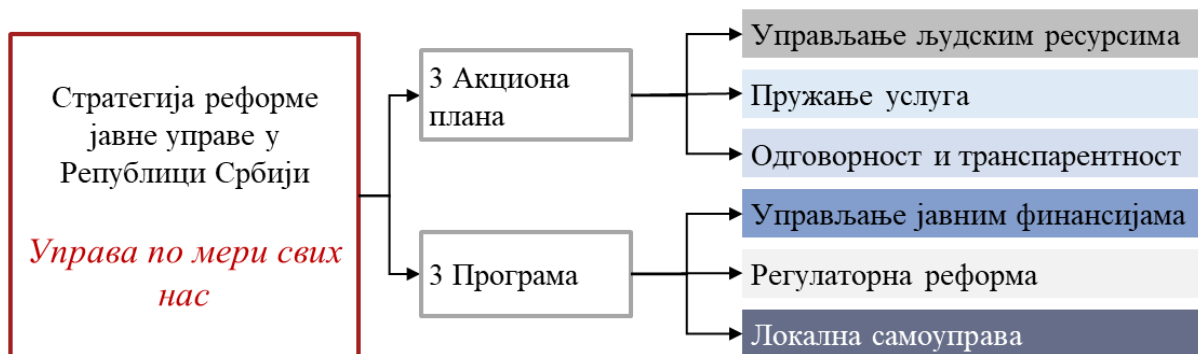 Стратегија реформе
јавне управе у
Републици Србији
Управа по мери свих
нас
3 Акциона
плана
3 Програма
Управљање људским ресурсима
Пружање услуга
Одговорност и транспарентност
Управљање јавним финансијама
Регулаторна реформа
Локална самоуправа